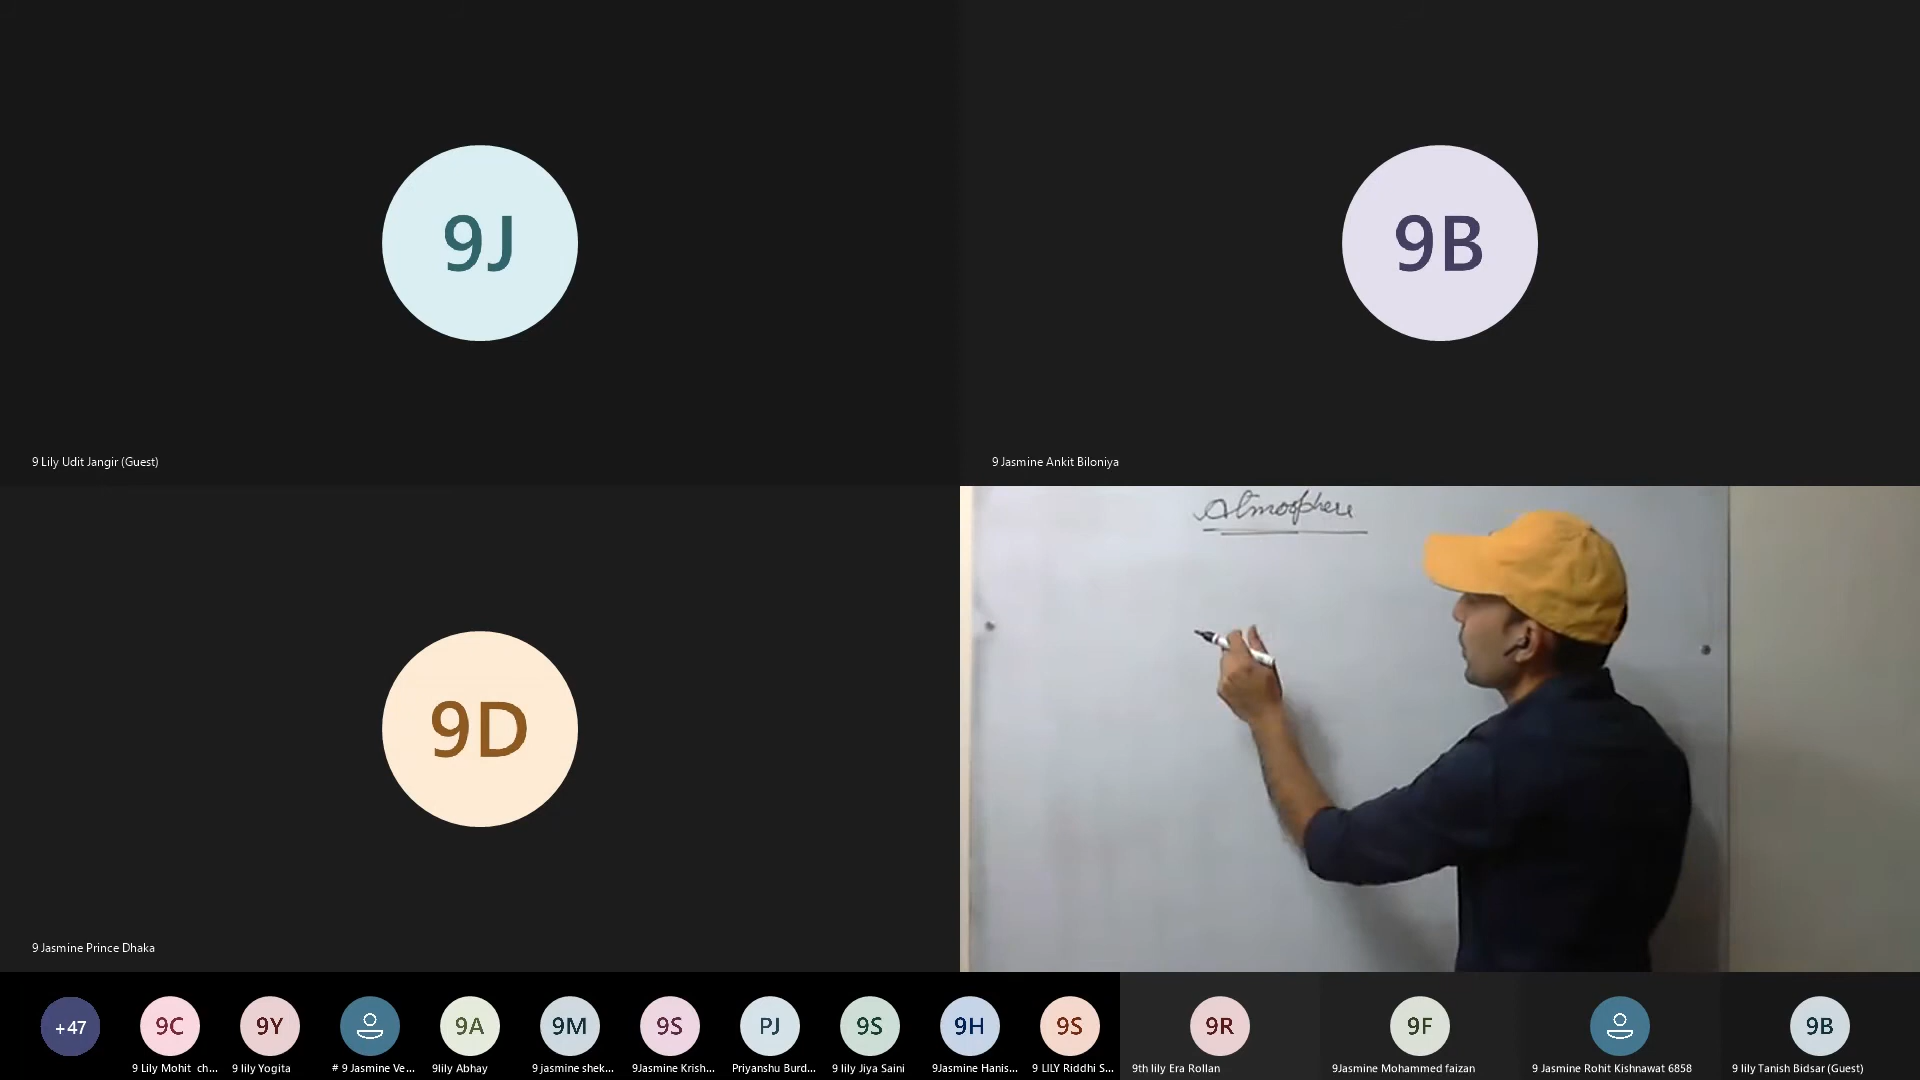 9J
9B
9 Lily Udit Jangir (Guest)
9 Jasmine Ankit Biloniya
Atmosphere
9D
9 Jasmine Prince Dhaka
+47
9C
9Y
9A
9M
9S
PJ
9S
9H
9S
9R
9F
9B
9 Lily Mohit ch...
9 lily Yogita
# 9 Jasmine Ve...
9lily Abhay
9 jasmine shek...
9Jasmine Krish...
Priyanshu Burd...
9 lily Jiya Saini
9Jasmine Hanis...
9 LILY Riddhi S...
9th lily Era Rollan
9Jasmine Mohammed faizan
9 Jasmine Rohit Kishnawat 6858
9 lily Tanish Bidsar (Guest)